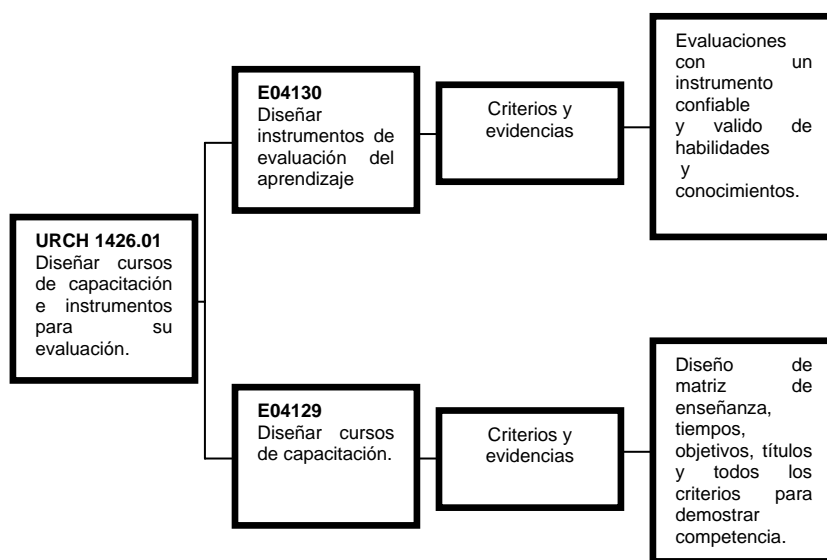 URCH 1426.01
Diseñar cursos
de capacitación
e instrumentos
para su
evaluación.
E04130
Diseñar
instrumentos de
evaluación del
aprendizaje
Criterios y
evidencias
Evaluaciones
con un
instrumento
confiable
y valido de
habilidades
y
conocimientos.
E04129
Diseñar cursos
de capacitación.
Criterios y
evidencias
Diseño de
matriz de
enseñanza,
tiempos,
objetivos, títulos
y todos los
criterios para
demostrar
competencia.